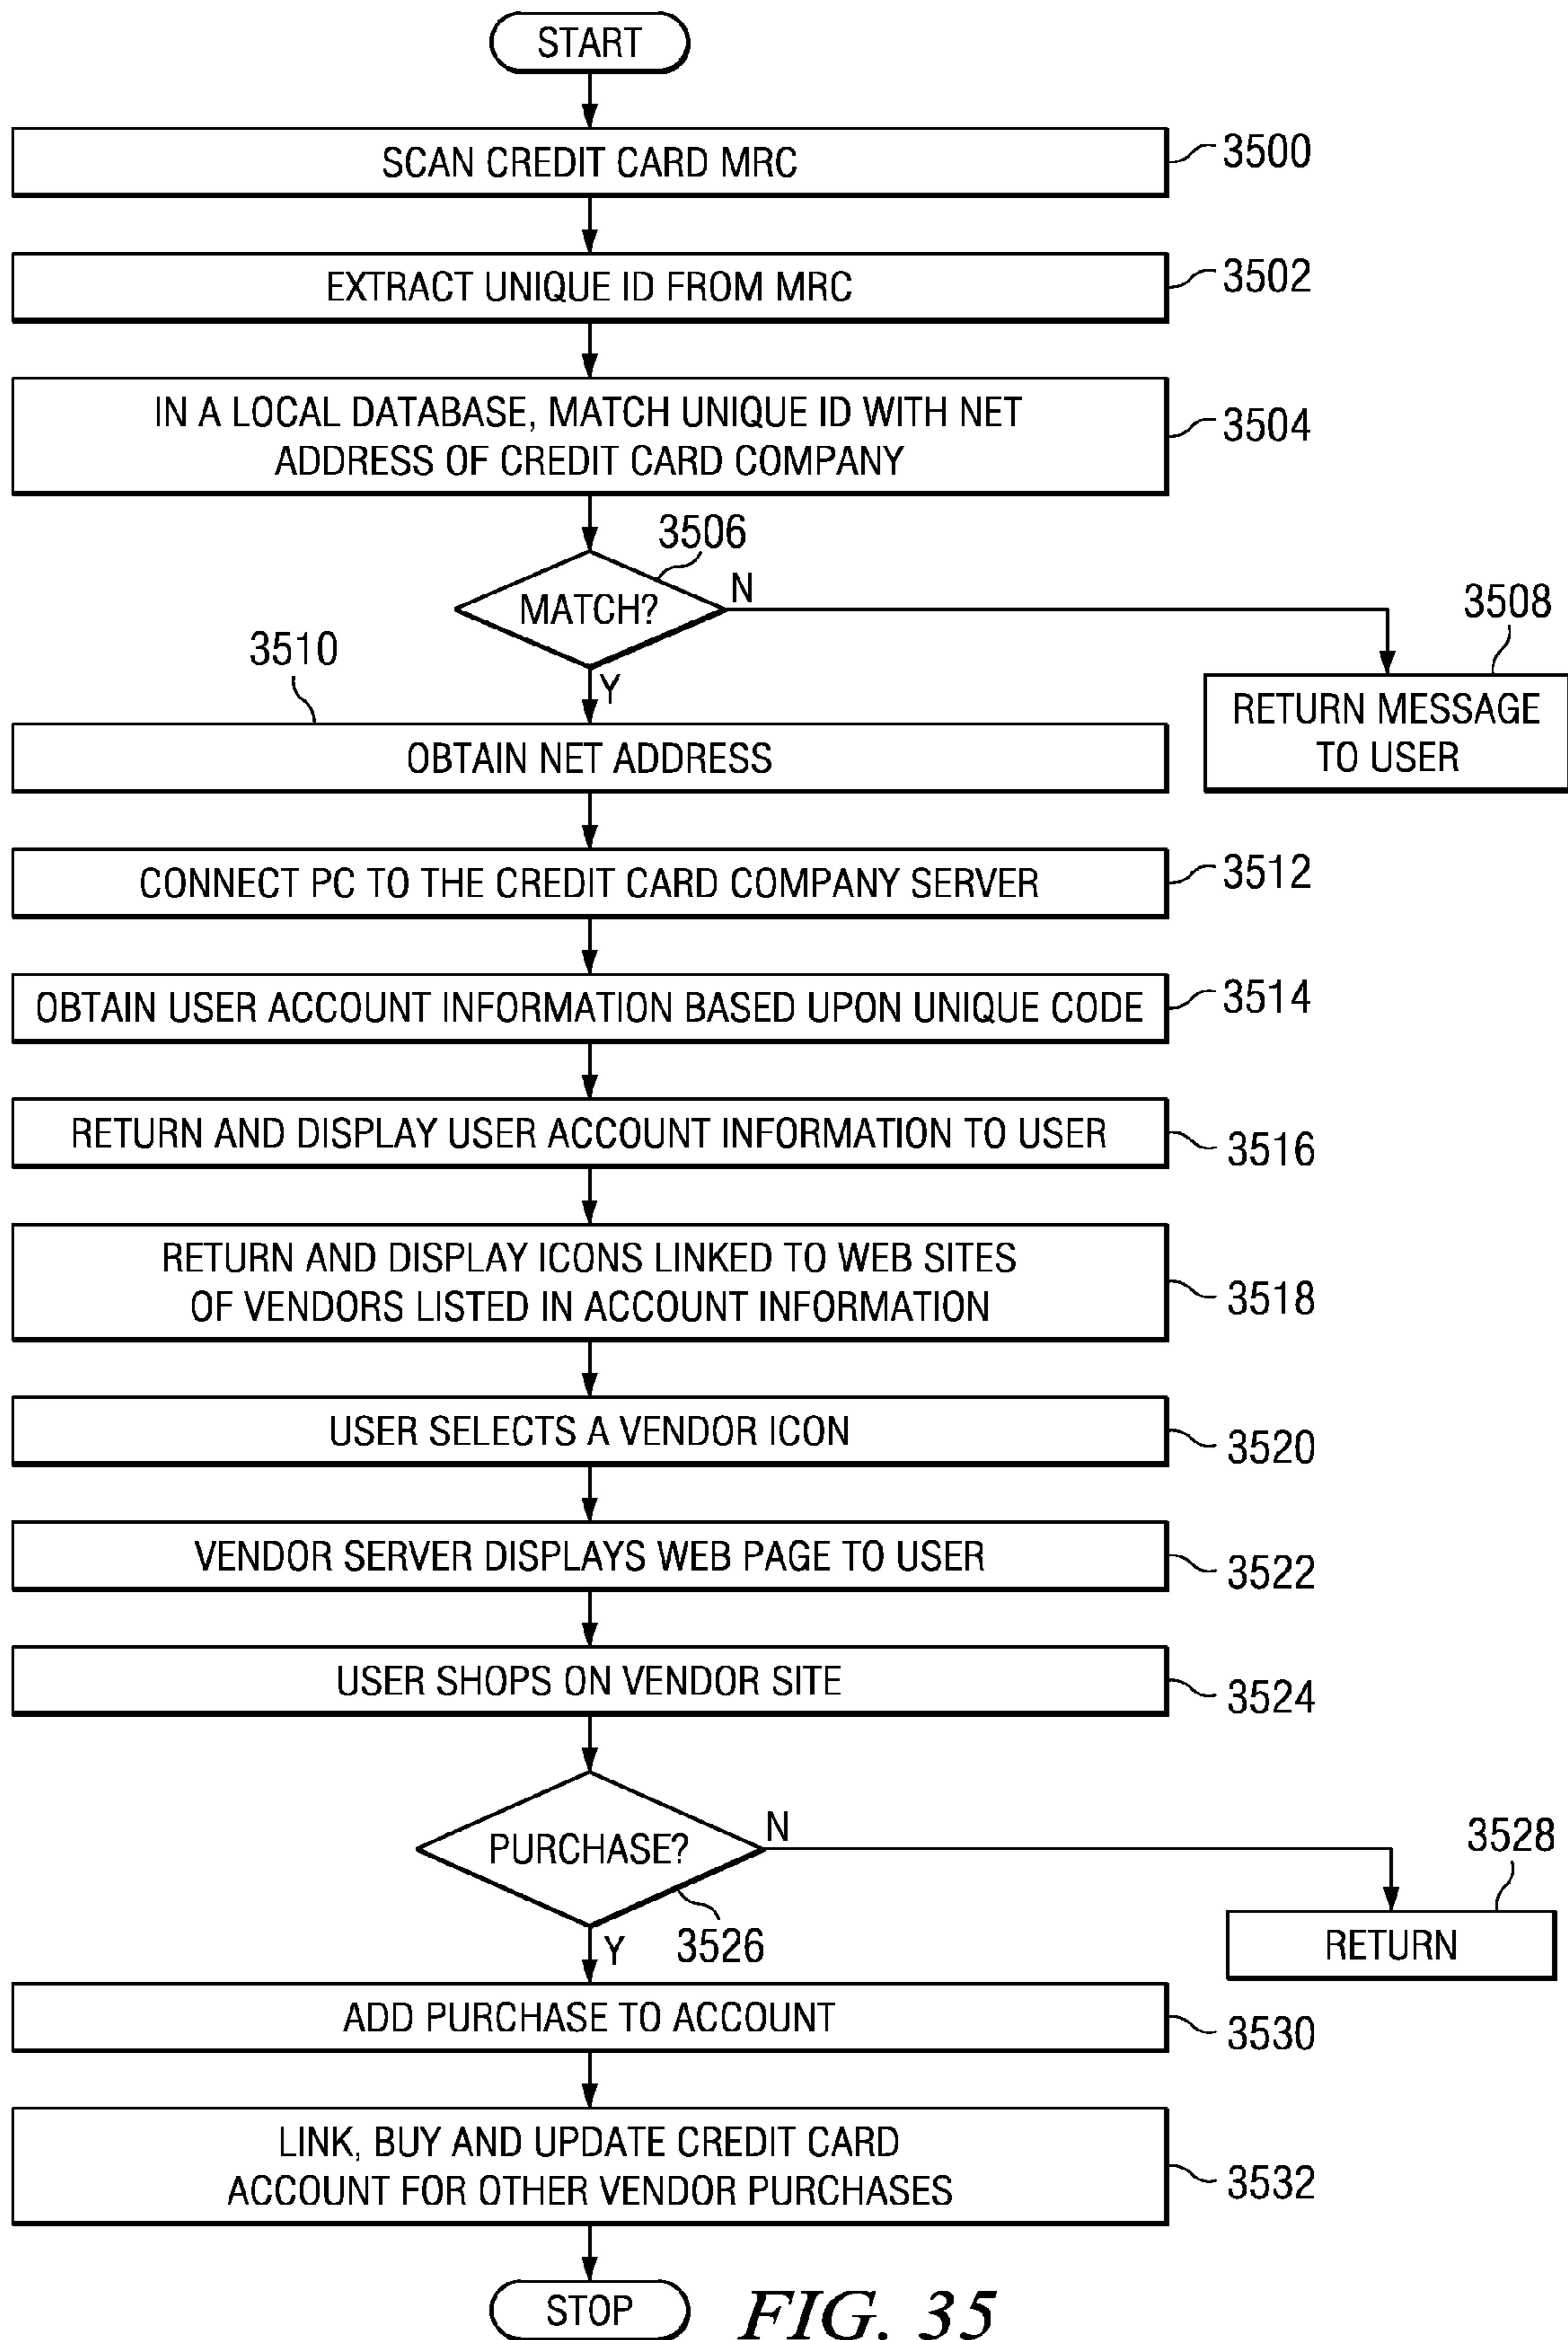 START
SCAN CREDIT CARD MRC
3500
EXTRACT UNIQUE ID FROM MRC
3502
IN A LOCAL DATABASE, MATCH UNIQUE ID WITH NET
ADDRESS OF CREDIT CARD COMPANY
3504
3506
MATCH?
N
3508
RETURN MESSAGE
TO USER
Y
3510
OBTAIN NET ADDRESS
CONNECT PC TO THE CREDIT CARD COMPANY SERVER
3512
OBTAIN USER ACCOUNT INFORMATION BASED UPON UNIQUE CODE
3514
RETURN AND DISPLAY USER ACCOUNT INFORMATION TO USER
3516
RETURN AND DISPLAY ICONS LINKED TO WEB SITES
OF VENDORS LISTED IN ACCOUNT INFORMATION
3518
USER SELECTS A VENDOR ICON
3520
VENDOR SERVER DISPLAYS WEB PAGE TO USER
3522
USER SHOPS ON VENDOR SITE
3524
PURCHASE?
N
3528
RETURN
3526
Y
ADD PURCHASE TO ACCOUNT
3530
LINK, BUY AND UPDATE CREDIT CARD
ACCOUNT FOR OTHER VENDOR PURCHASES
3532
STOP
FIG. 35